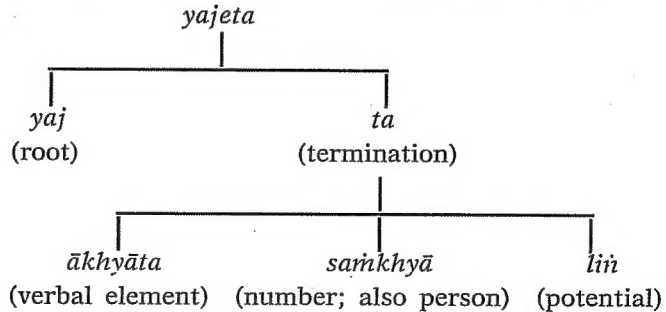 yajeta
yaj ta
(root) (termination)
ākhyāta saṁkhyā liṅ
(verbal element) (number; also person) (potential)